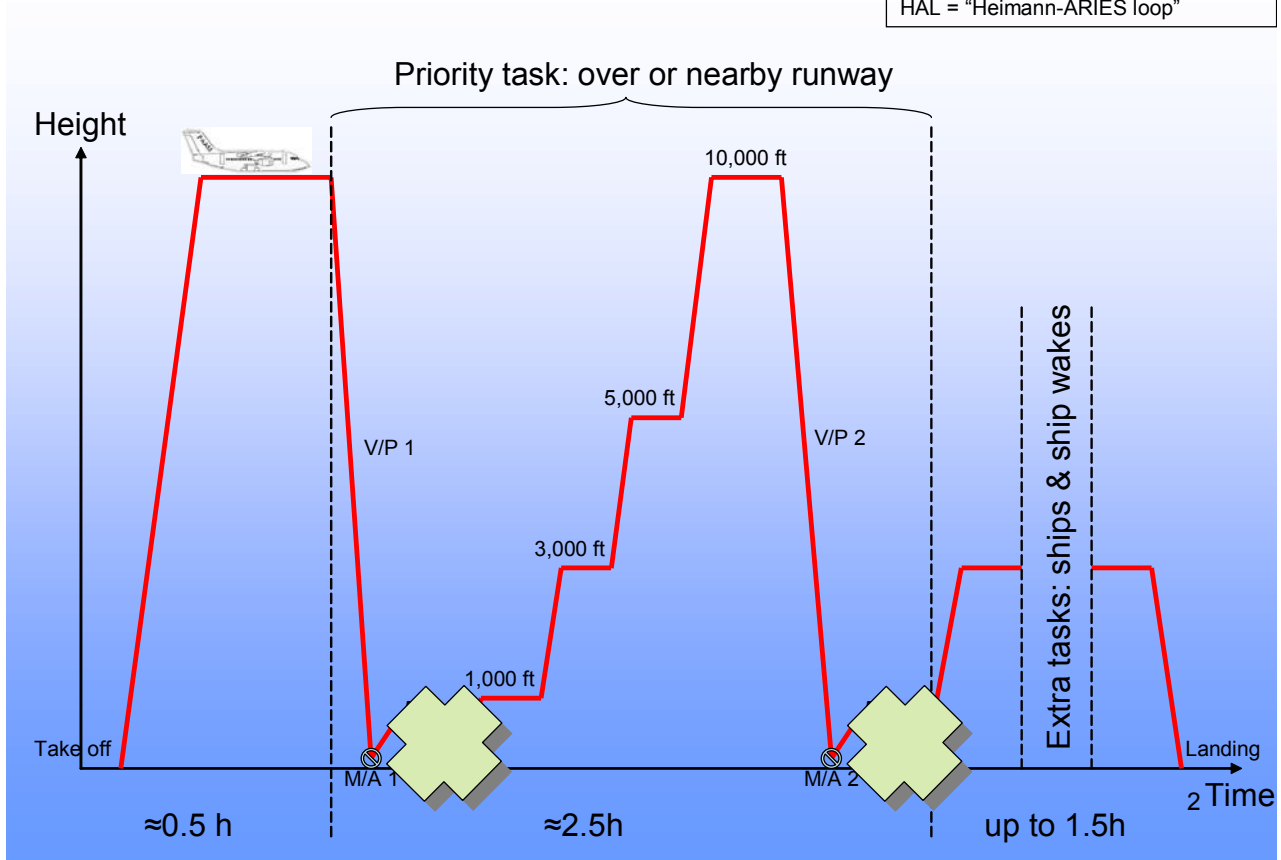 HAL = “Heimann-ARIES loop”
Priority task: over or nearby runway
Height
10,000 ft
5,000 ft
V/P 1
V/P 2
3,000 ft
1,000 ft
Extra tasks: ships & ship wakes
Take off
Landing
M/A 1
M/A 2
2 Time
≈0.5 h
≈2.5h
up to 1.5h